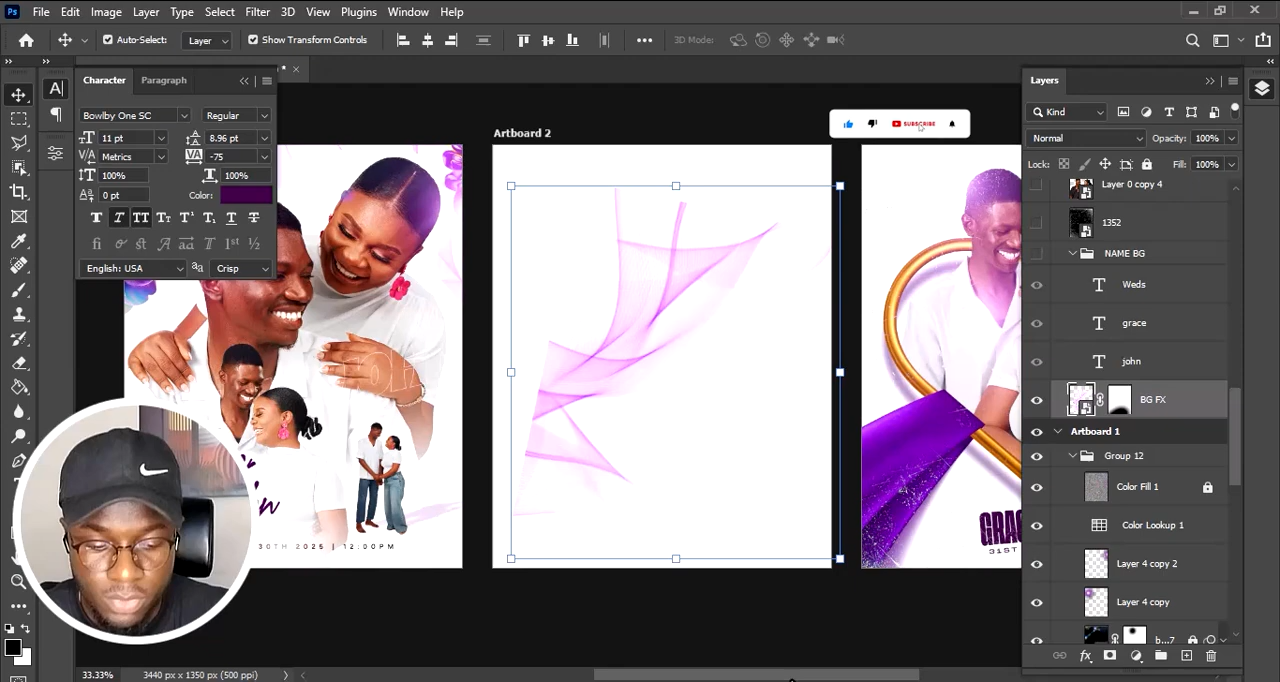 Ps File Edit Image Layer Type Select Filter 3D View Plugins Window Help
Auto-Select: Layer Show Transform Controls 3D Mode:
Character Paragraph
Bowlby One SC Regular
11 pt 8.96 pt
Metrics -75
100% 100%
0 pt Color:
English: USA Crisp
30TH 2025 | 12:00PM
Artboard 2
SUBSCRIBE
GRAC
31ST
Layers
Kind
Normal Opacity: 100%
Lock: Fill: 100%
Layer 0 copy 4
1352
NAME BG
Weds
grace
john
BG FX
Artboard 1
Group 12
Color Fill 1
Color Lookup 1
Layer 4 copy 2
Layer 4 copy
b...7
33.33% 3440 px x 1350 px (500 ppi)